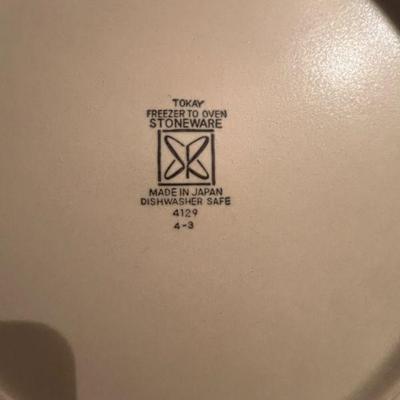 TOKAY
FREEZER TO OVEN
STONEWARE
MADE IN JAPAN
DISHWASHER SAFE
4129
4-3